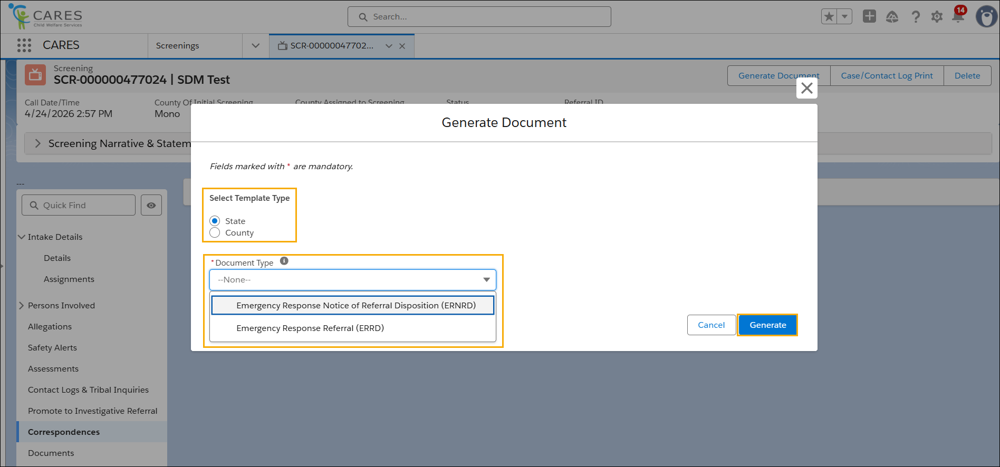 CARES
Child Welfare Services
Search...
14
CARES
Screenings
SCR-00000047702...
Screening
SCR-000000477024 | SDM Test
Generate Document
Case/Contact Log Print
Delete
Call Date/Time
County Of Initial Screening
County Assigned to Screening
Status
Referral ID
4/24/2026 2:57 PM
Mono
Generate Document
Screening Narrative & Statem
Fields marked with * are mandatory.
---
Select Template Type
Quick Find
State
County
Intake Details
Details
*Document Type
Assignments
--None--
Persons Involved
Emergency Response Notice of Referral Disposition (ERNRD)
Allegations
Emergency Response Referral (ERRD)
Cancel
Generate
Safety Alerts
Assessments
Contact Logs & Tribal Inquiries
Promote to Investigative Referral
Correspondences
Documents